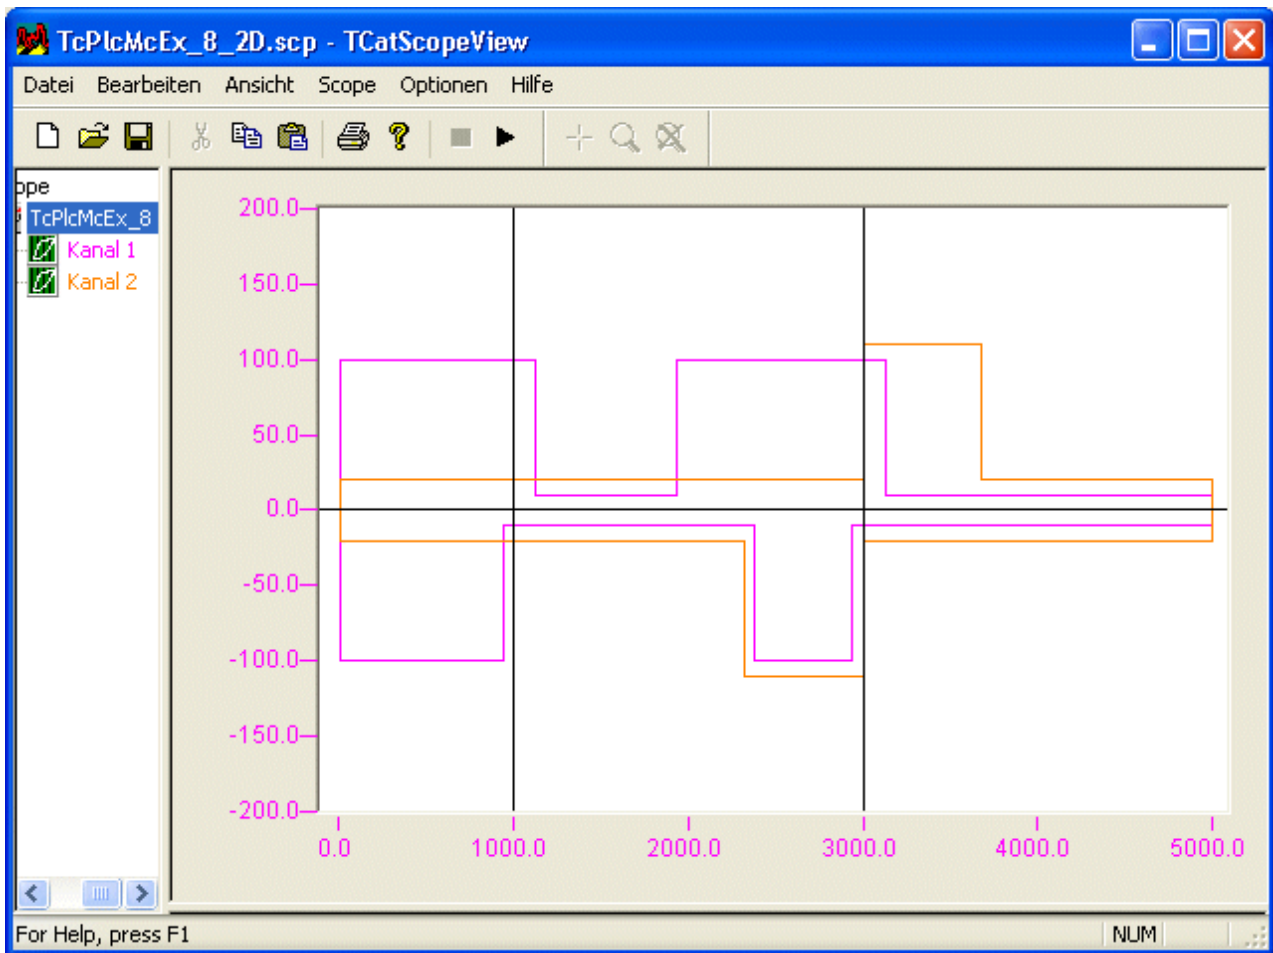 TcPlcMcEx_8_2D.scp - TCatScopeView
Datei Bearbeiten Ansicht Scope Optionen Hilfe
ope
TcPlcMcEx_8
Kanal 1
Kanal 2
200.0
150.0
100.0
50.0
0.0
-50.0
-100.0
-150.0
-200.0
0.0 1000.0 2000.0 3000.0 4000.0 5000.0
For Help, press F1 NUM